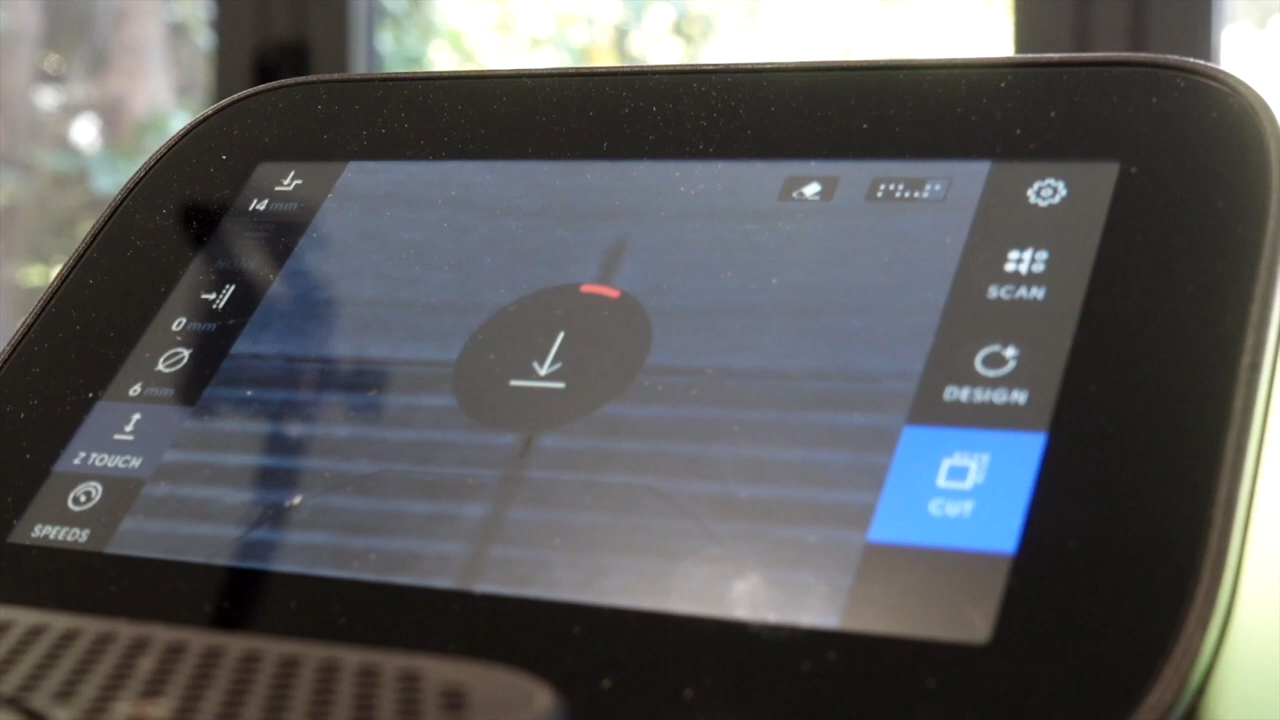 14 mm
0 mm
6 mm
Z TOUCH
SPEEDS
SCAN
DESIGN
CUT